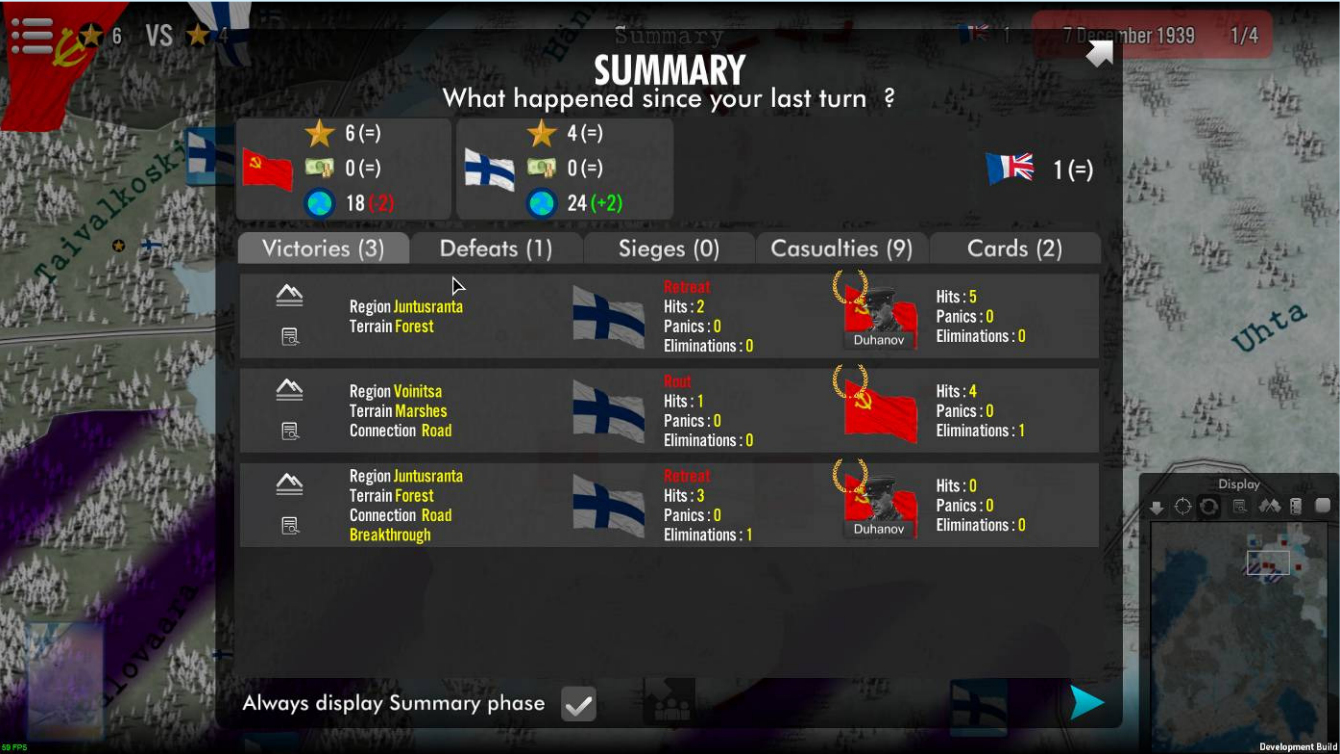 6 VS 4
Summary
1
7 December 1939 1/4
SUMMARY
What happened since your last turn ?
6 (=)
0 (=)
18 (-2)
4 (=)
0 (=)
24 (+2)
1 (=)
Victories (3) Defeats (1) Sieges (0) Casualties (9) Cards (2)
Region Juntusranta
Terrain Forest
Retreat
Hits : 2
Panics : 0
Eliminations : 0
Duhanov
Hits : 5
Panics : 0
Eliminations : 0
Region Voinitsa
Terrain Marshes
Connection Road
Rout
Hits : 1
Panics : 0
Eliminations : 0
Hits : 4
Panics : 0
Eliminations : 1
Region Juntusranta
Terrain Forest
Connection Road
Breakthrough
Retreat
Hits : 3
Panics : 0
Eliminations : 1
Duhanov
Hits : 0
Panics : 0
Eliminations : 0
Always display Summary phase
Taivalkoski
Uhta
Display
59 FPS
Development Build